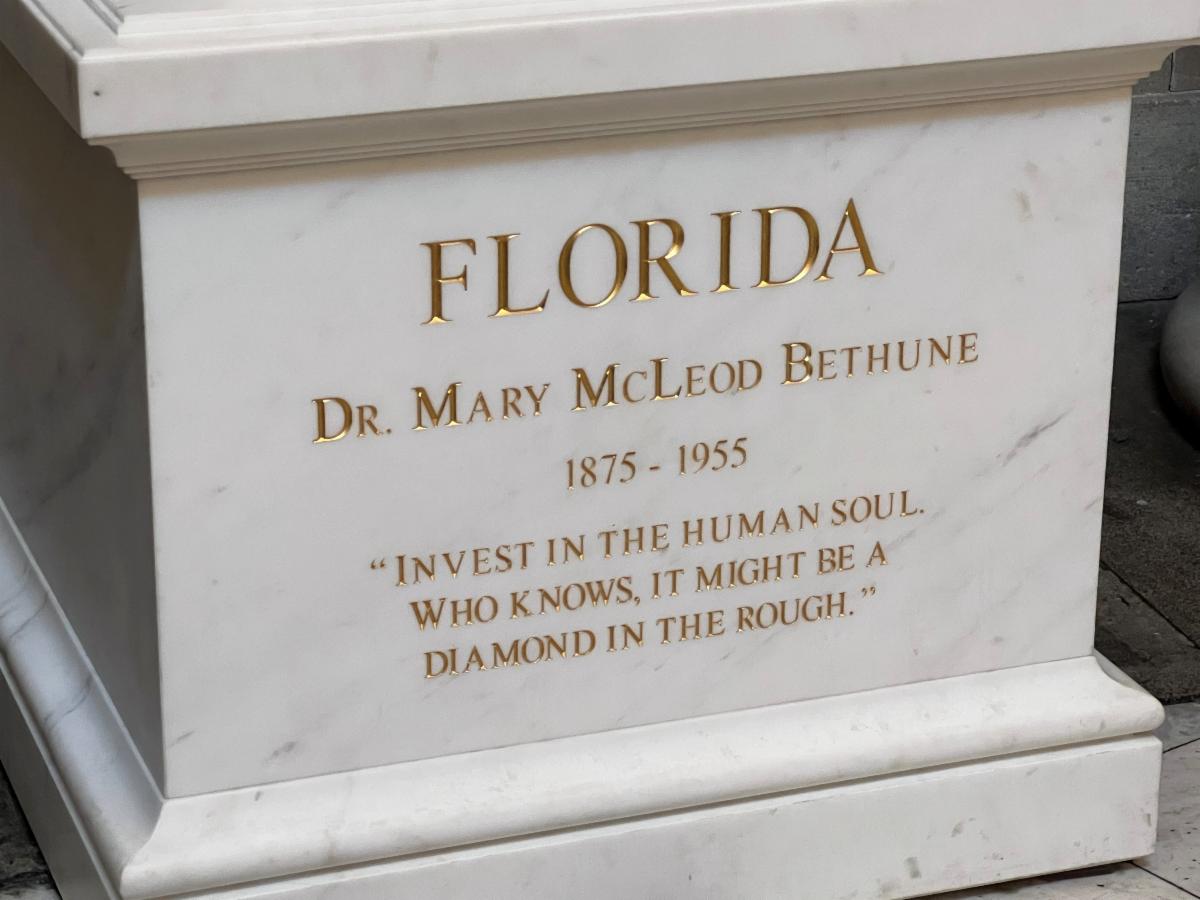 FLORIDA
DR. MARY MCLEOD BETHUNE
1875 - 1955
“INVEST IN THE HUMAN SOUL.
WHO KNOWS, IT MIGHT BE A
DIAMOND IN THE ROUGH.”